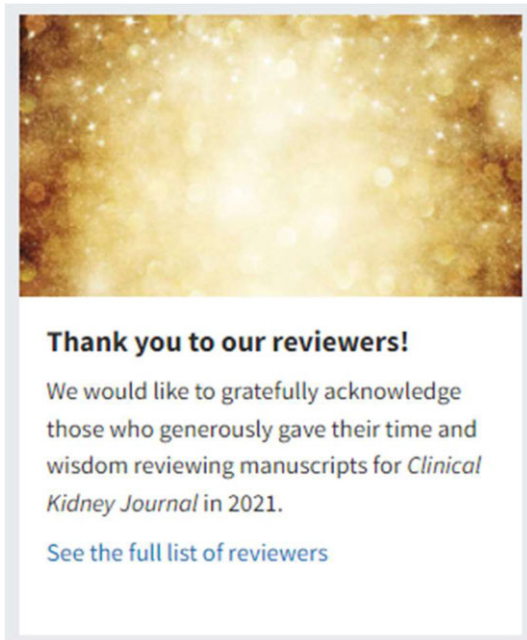 Thank you to our reviewers!
We would like to gratefully acknowledge
those who generously gave their time and
wisdom reviewing manuscripts for Clinical
Kidney Journal in 2021.
See the full list of reviewers